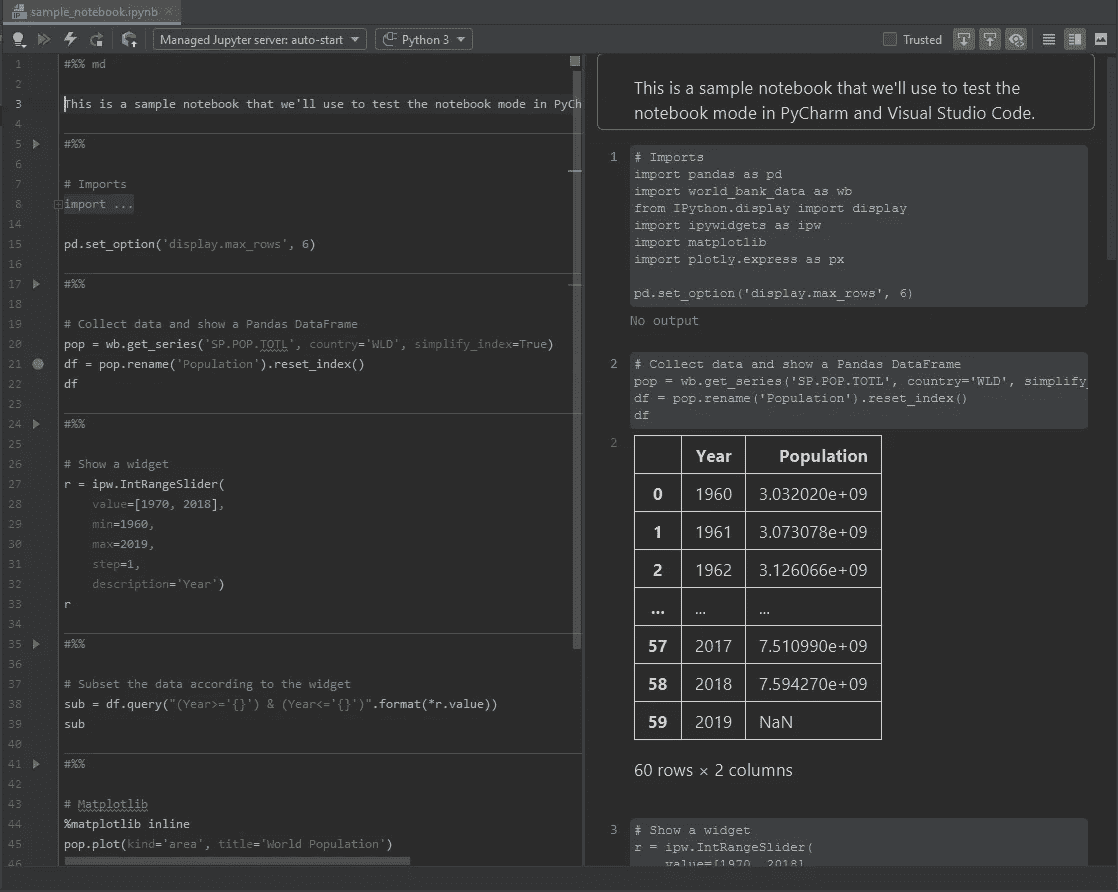 sample_notebook.ipynb
Managed Jupyter server: auto-start
Python 3
Trusted
1 #%% md
2
3 This is a sample notebook that we'll use to test the notebook mode in PyCh
4
5 #%%
6
7 # Imports
8 import ...
14
15 pd.set_option('display.max_rows', 6)
16
17 #%%
18
19 # Collect data and show a Pandas DataFrame
20 pop = wb.get_series('SP.POP.TOTL', country='WLD', simplify_index=True)
21 df = pop.rename('Population').reset_index()
22 df
23
24 #%%
25
26 # Show a widget
27 r = ipw.IntRangeSlider(
28 value=[1970, 2018],
29 min=1960,
30 max=2019,
31 step=1,
32 description='Year')
33 r
34
35 #%%
36
37 # Subset the data according to the widget
38 sub = df.query("(Year>='{}') & (Year<='{}')".format(*r.value))
39 sub
40
41 #%%
42
43 # Matplotlib
44 %matplotlib inline
45 pop.plot(kind='area', title='World Population')
46
This is a sample notebook that we'll use to test the
notebook mode in PyCharm and Visual Studio Code.
1 # Imports
import pandas as pd
import world_bank_data as wb
from IPython.display import display
import ipywidgets as ipw
import matplotlib
import plotly.express as px
pd.set_option('display.max_rows', 6)
No output
2 # Collect data and show a Pandas DataFrame
pop = wb.get_series('SP.POP.TOTL', country='WLD', simplify_
df = pop.rename('Population').reset_index()
df
2
Year Population
0 1960 3.032020e+09
1 1961 3.073078e+09
2 1962 3.126066e+09
... ... ...
57 2017 7.510990e+09
58 2018 7.594270e+09
59 2019 NaN
60 rows × 2 columns
3 # Show a widget
r = ipw.IntRangeSlider(
value=[1970, 2018]